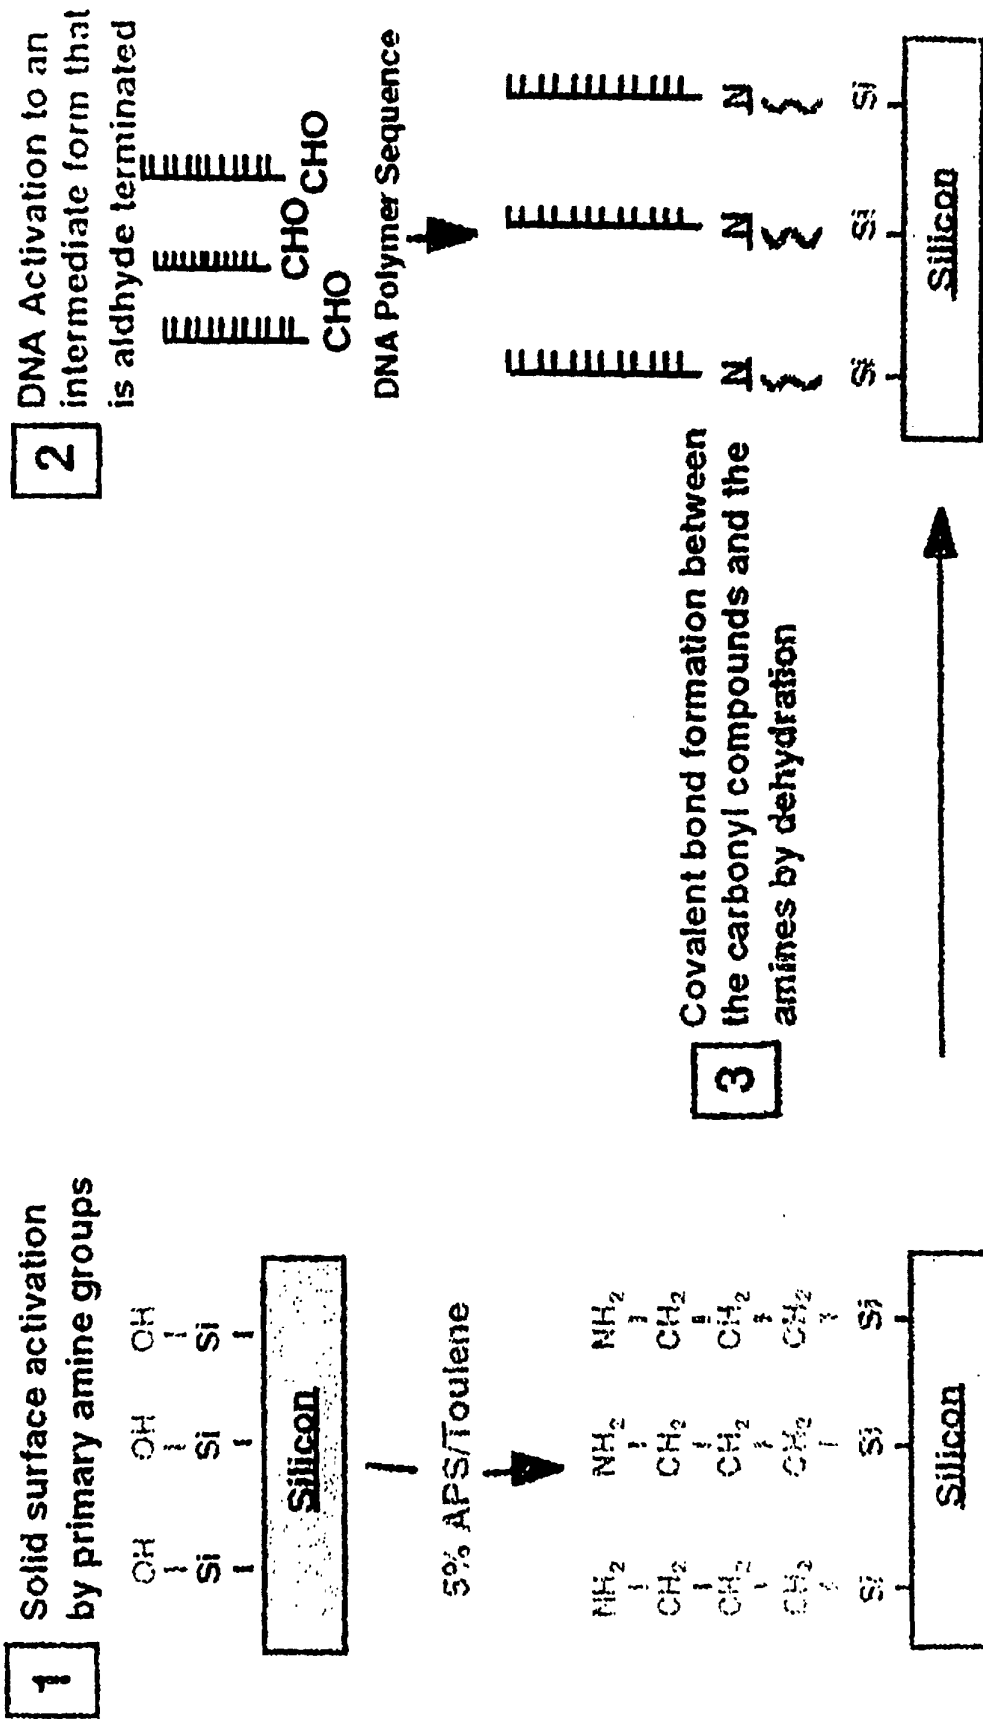 1
Solid surface activation
by primary amine groups
OH OH OH
Si Si Si
Silicon
5% APS/Toulene
NH₂ NH₂ NH₂
CH₂ CH₂ CH₂
CH₂ CH₂ CH₂
CH₂ CH₂ CH₂
Si Si Si
Silicon
2
DNA Activation to an
intermediate form that
is aldhyde terminated
CHO CHO CHO
DNA Polymer Sequence
3
Covalent bond formation between
the carbonyl compounds and the
amines by dehydration
N N N
Si Si Si
Silicon